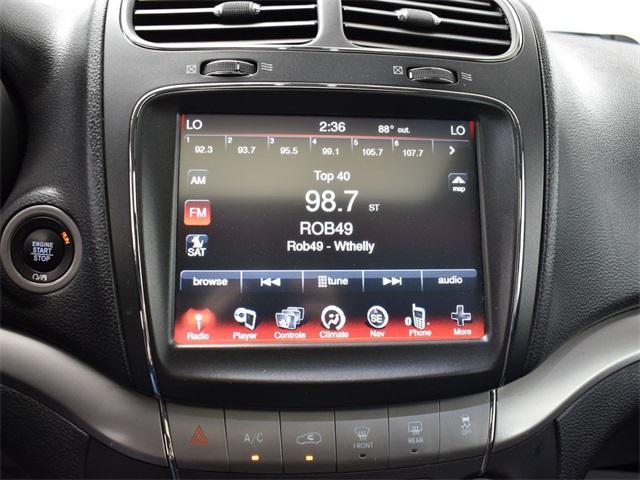 LO 2:36 88° out. LO
1 2 3 4 5 6
92.3 93.7 95.5 99.1 105.7 107.7
Top 40
AM
map
98.7 ST
FM
ROB49
SAT
Rob49 - Wthelly
RUN
ENGINE
START
STOP
browse tune audio
SE
Radio Player Controls Climate Nav Phone More
A/C FRONT REAR OFF